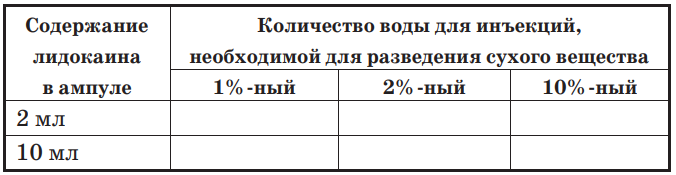 Содержание лидокаина в ампуле
Количество воды для инъекций, необходимой для разведения сухого вещества
1%-ный 2%-ный 10%-ный
2 мл
10 мл